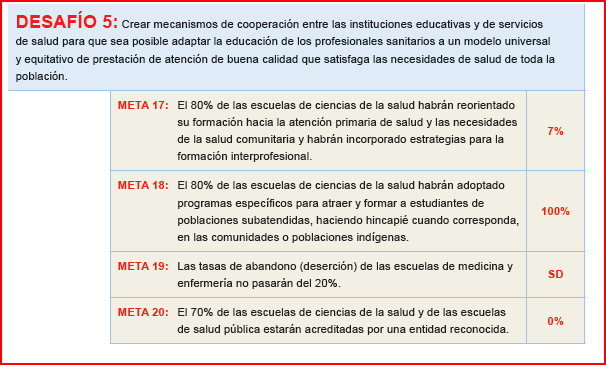 DESAFÍO 5: Crear mecanismos de cooperación entre las instituciones educativas y de servicios
de salud para que sea posible adaptar la educación de los profesionales sanitarios a un modelo universal
y equitativo de prestación de atención de buena calidad que satisfaga las necesidades de salud de toda la
población.
META 17: El 80% de las escuelas de ciencias de la salud habrán reorientado
su formación hacia la atención primaria de salud y las necesidades
de la salud comunitaria y habrán incorporado estrategias para la
formación interprofesional.
7%
META 18: El 80% de las escuelas de ciencias de la salud habrán adoptado
programas específicos para atraer y formar a estudiantes de
poblaciones subatendidas, haciendo hincapié cuando corresponda,
en las comunidades o poblaciones indígenas.
100%
META 19: Las tasas de abandono (deserción) de las escuelas de medicina y
enfermería no pasarán del 20%.
SD
META 20: El 70% de las escuelas de ciencias de la salud y de las escuelas
de salud pública estarán acreditadas por una entidad reconocida.
0%